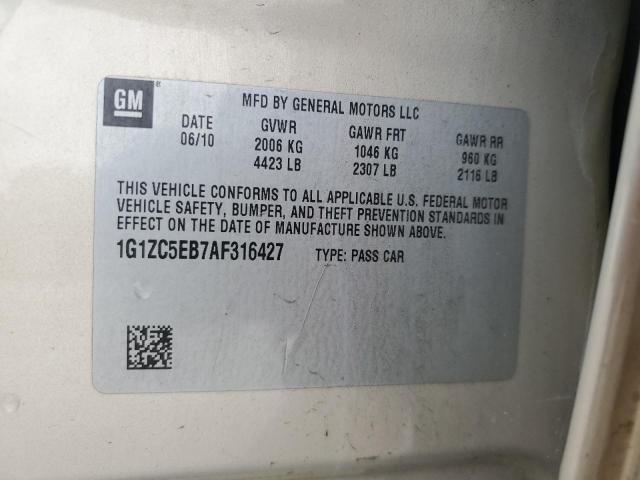 GM ®
MFD BY GENERAL MOTORS LLC
DATE GVWR GAWR FRT GAWR RR
06/10 2006 KG 1046 KG 960 KG
4423 LB 2307 LB 2116 LB
THIS VEHICLE CONFORMS TO ALL APPLICABLE U.S. FEDERAL MOTOR
VEHICLE SAFETY, BUMPER, AND THEFT PREVENTION STANDARDS IN
EFFECT ON THE DATE OF MANUFACTURE SHOWN ABOVE.
1G1ZC5EB7AF316427 TYPE: PASS CAR